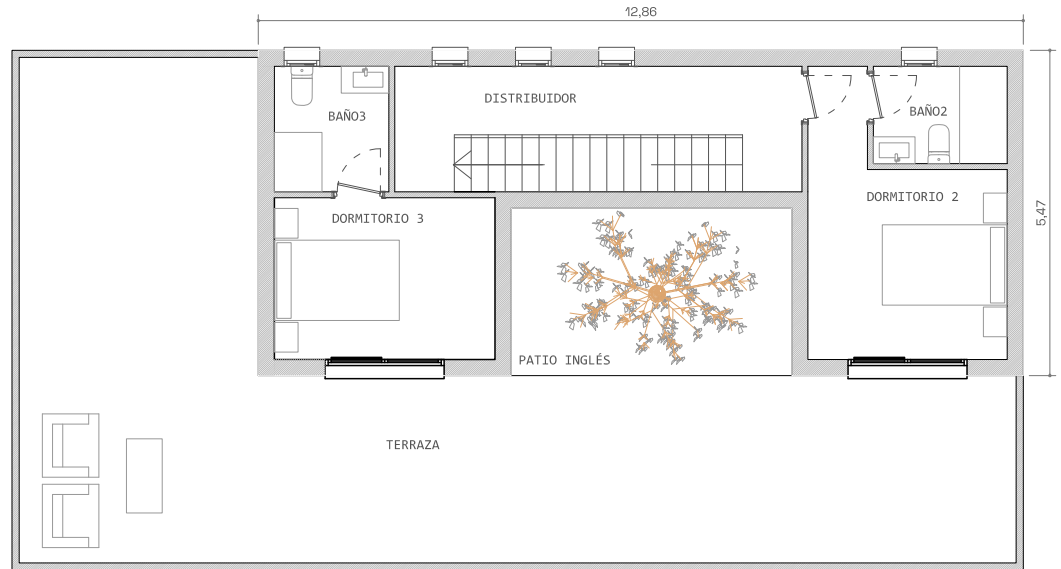 12,86
DISTRIBUIDOR
BAÑO3
BAÑO2
DORMITORIO 2
DORMITORIO 3
5,47
PATIO INGLÉS
TERRAZA